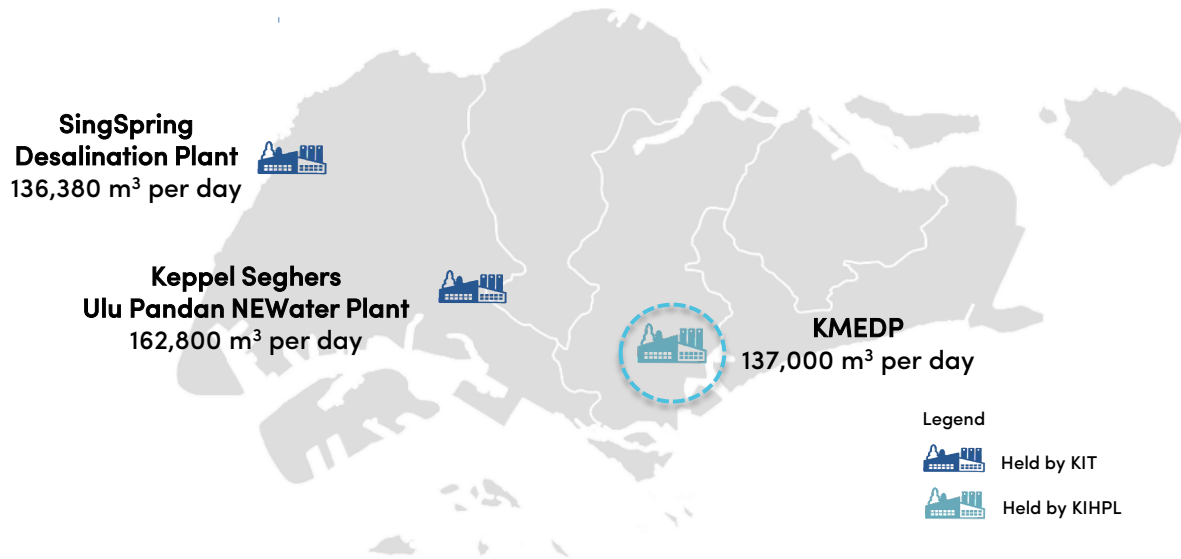 SingSpring
Desalination Plant
136,380 m³ per day
Keppel Seghers
Ulu Pandan NEWater Plant
162,800 m³ per day
KMEDP
137,000 m³ per day
Legend
Held by KIT
Held by KIHPL